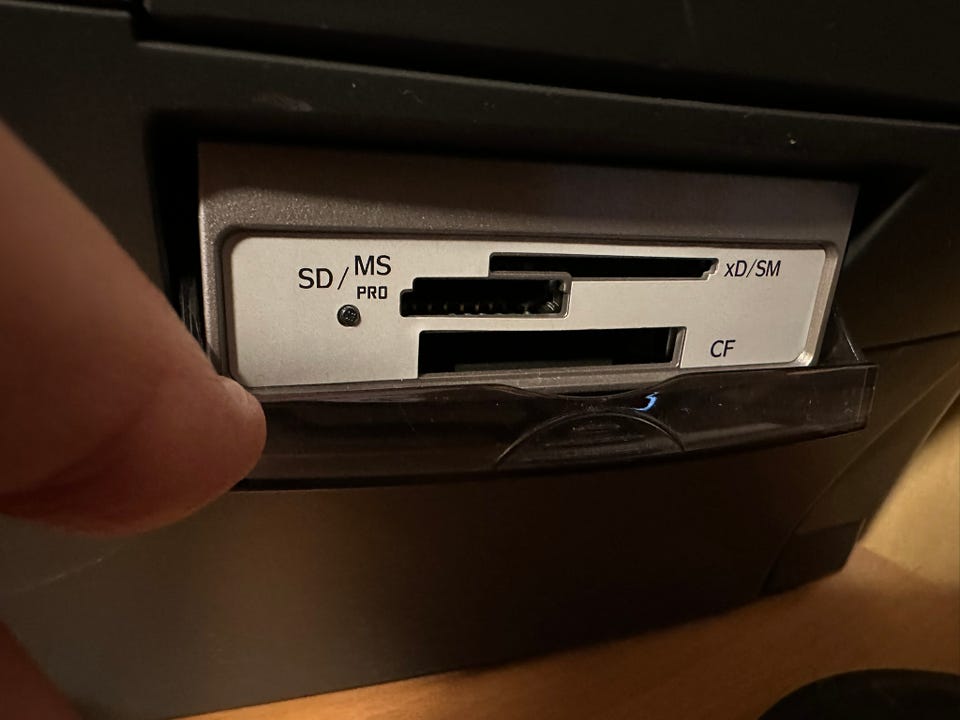 SD/MS
PRO
xD/SM
CF